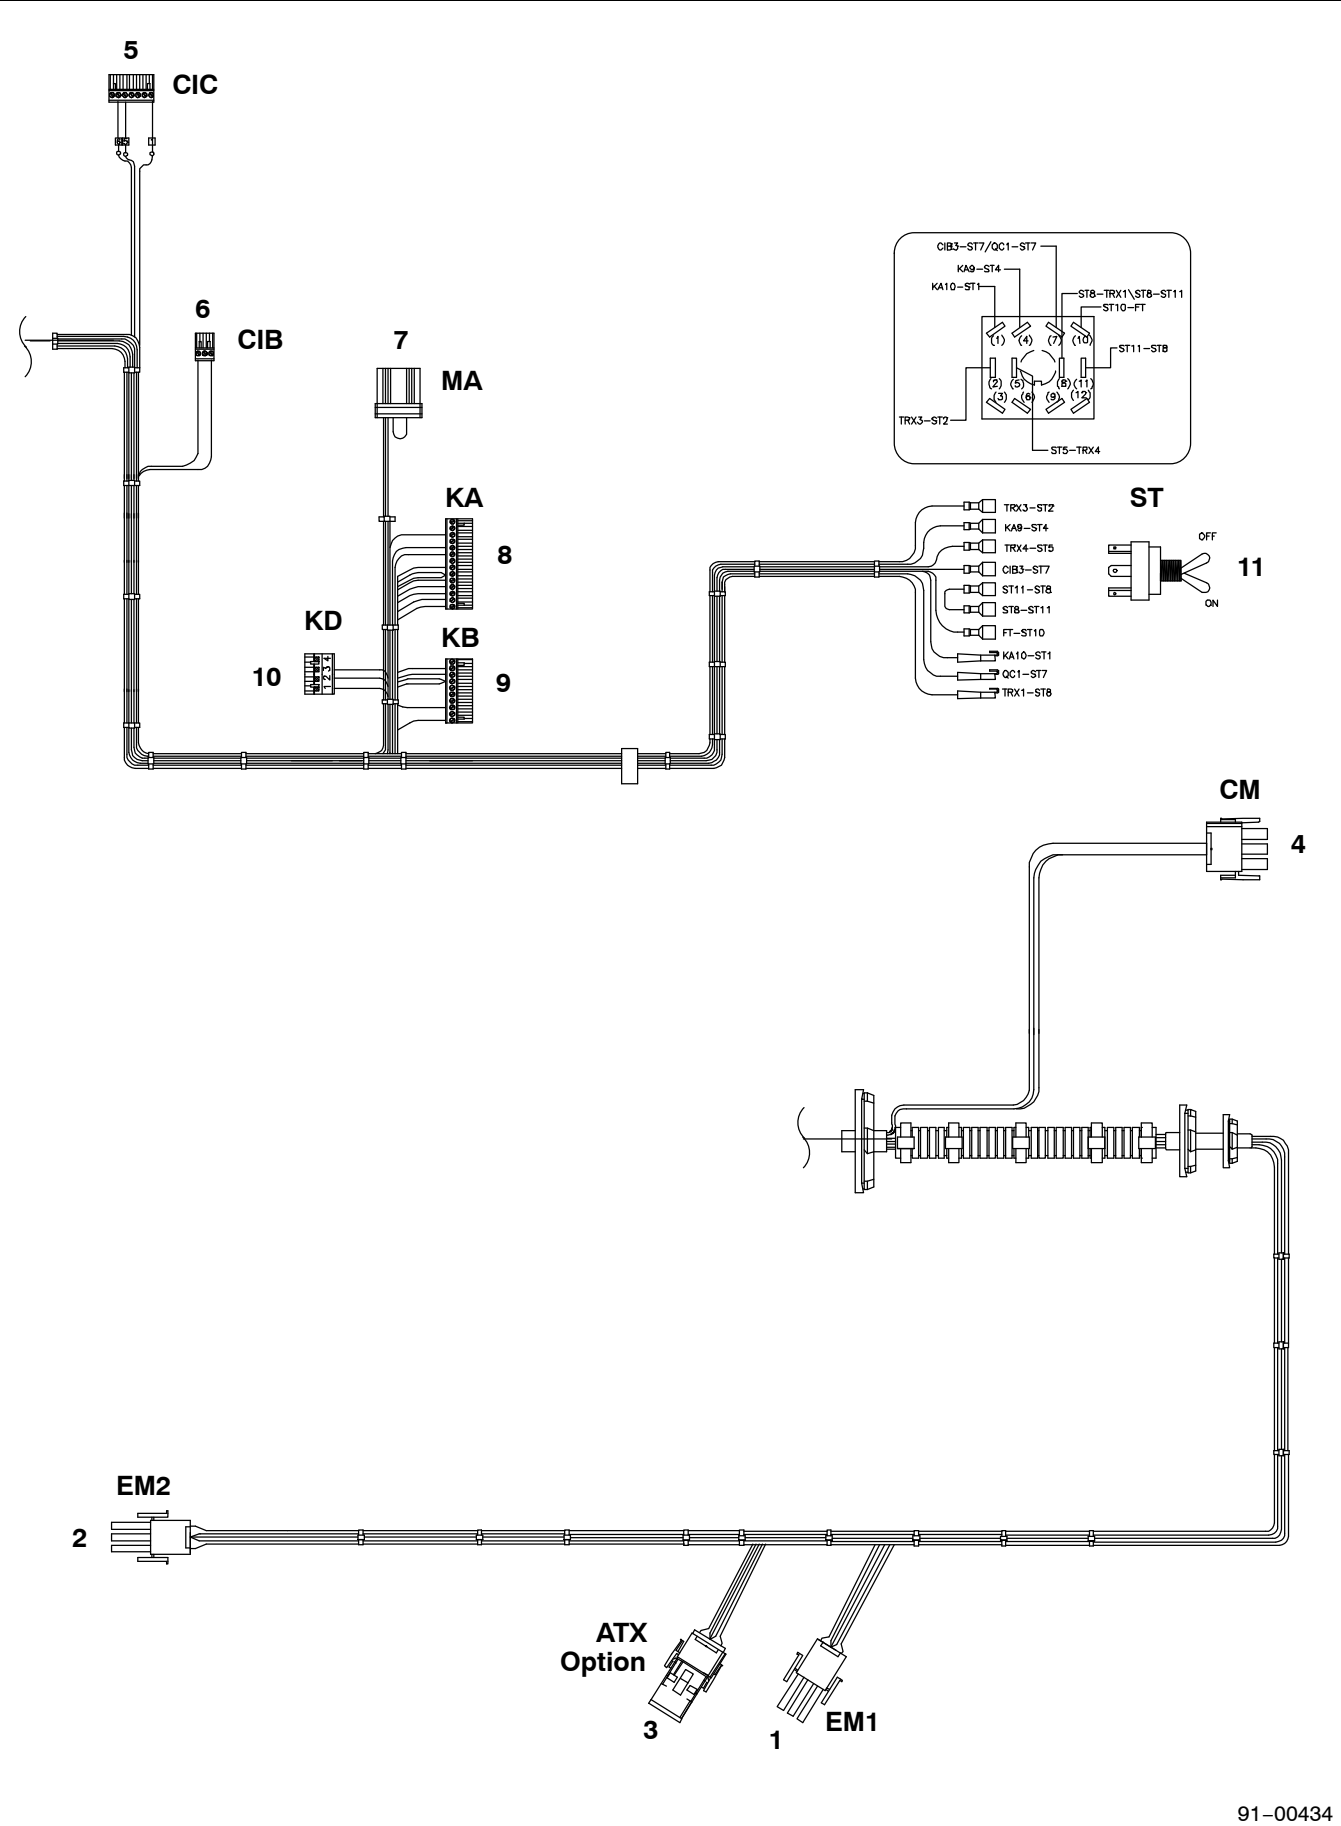 5
CIC
6
CIB
7
MA
CIB3-ST7/QC1-ST7
KA9-ST4
KA10-ST1
ST8-TRX1\ST8-ST11
ST10-FT
(1)
(4)
(7)
(10)
ST11-ST8
(2)
(5)
(8)
(11)
(3)
(6)
(9)
(12)
TRX3-ST2
ST5-TRX4
KA
8
KD
10
1 2 3 4
KB
9
TRX3-ST2
KA9-ST4
TRX4-ST5
CIB3-ST7
ST11-ST8
ST8-ST11
FT-ST10
KA10-ST1
QC1-ST7
TRX1-ST8
ST
OFF
11
ON
CM
4
EM2
2
ATX
Option
3
EM1
1
91-00434